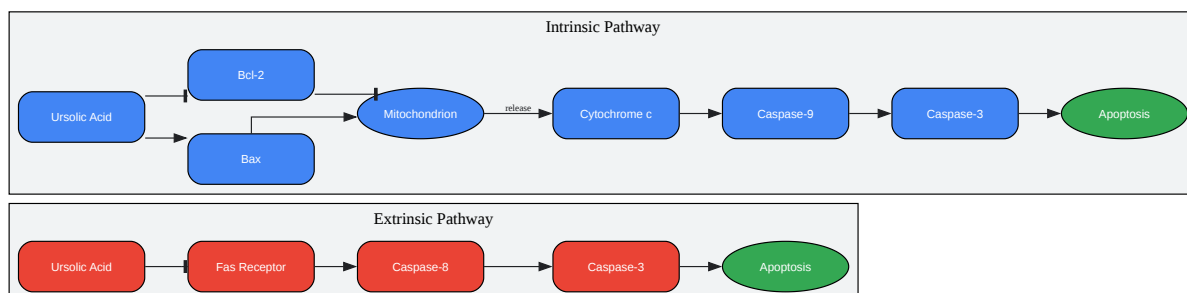 Intrinsic Pathway
Bcl-2
Ursolic Acid
Mitochondrion
release
Cytochrome c
Caspase-9
Caspase-3
Apoptosis
Bax
Extrinsic Pathway
Ursolic Acid
Fas Receptor
Caspase-8
Caspase-3
Apoptosis